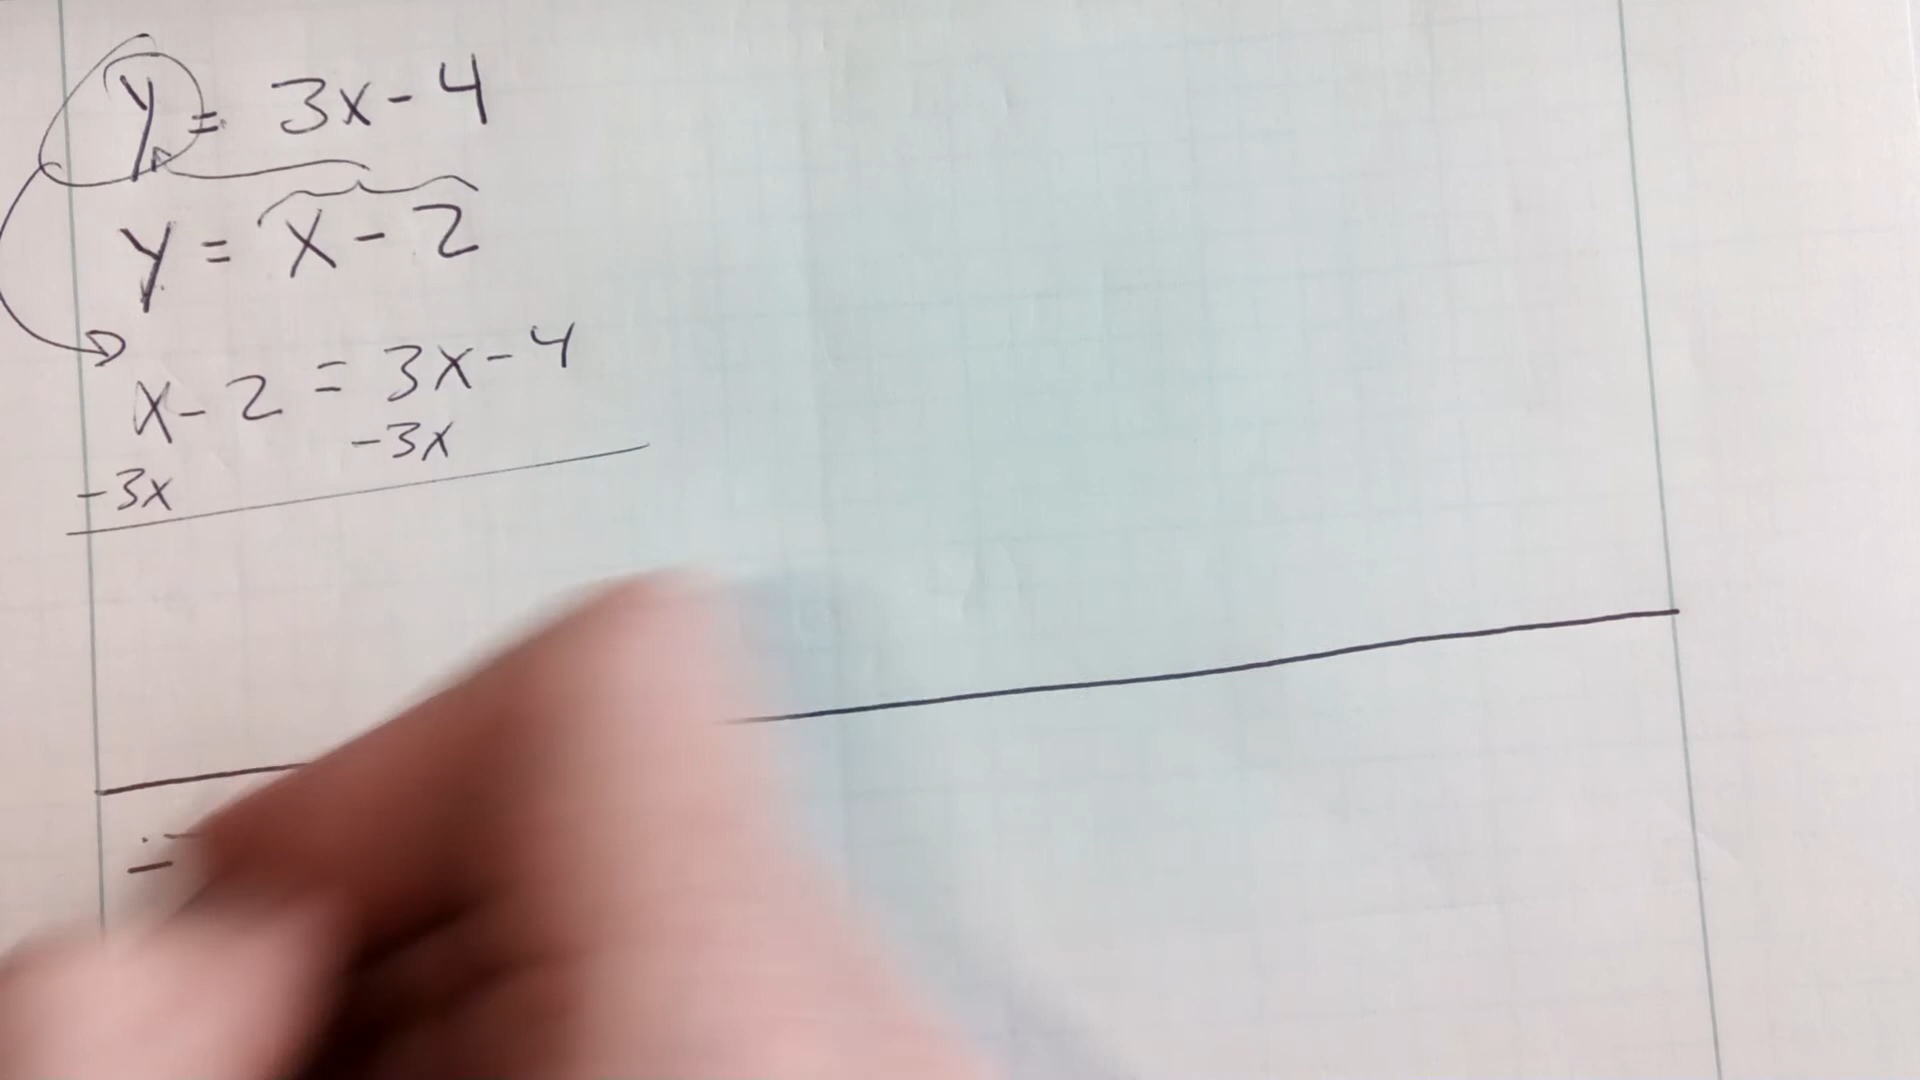 y = 3x - 4
y = x - 2
x - 2 = 3x - 4
-3x -3x